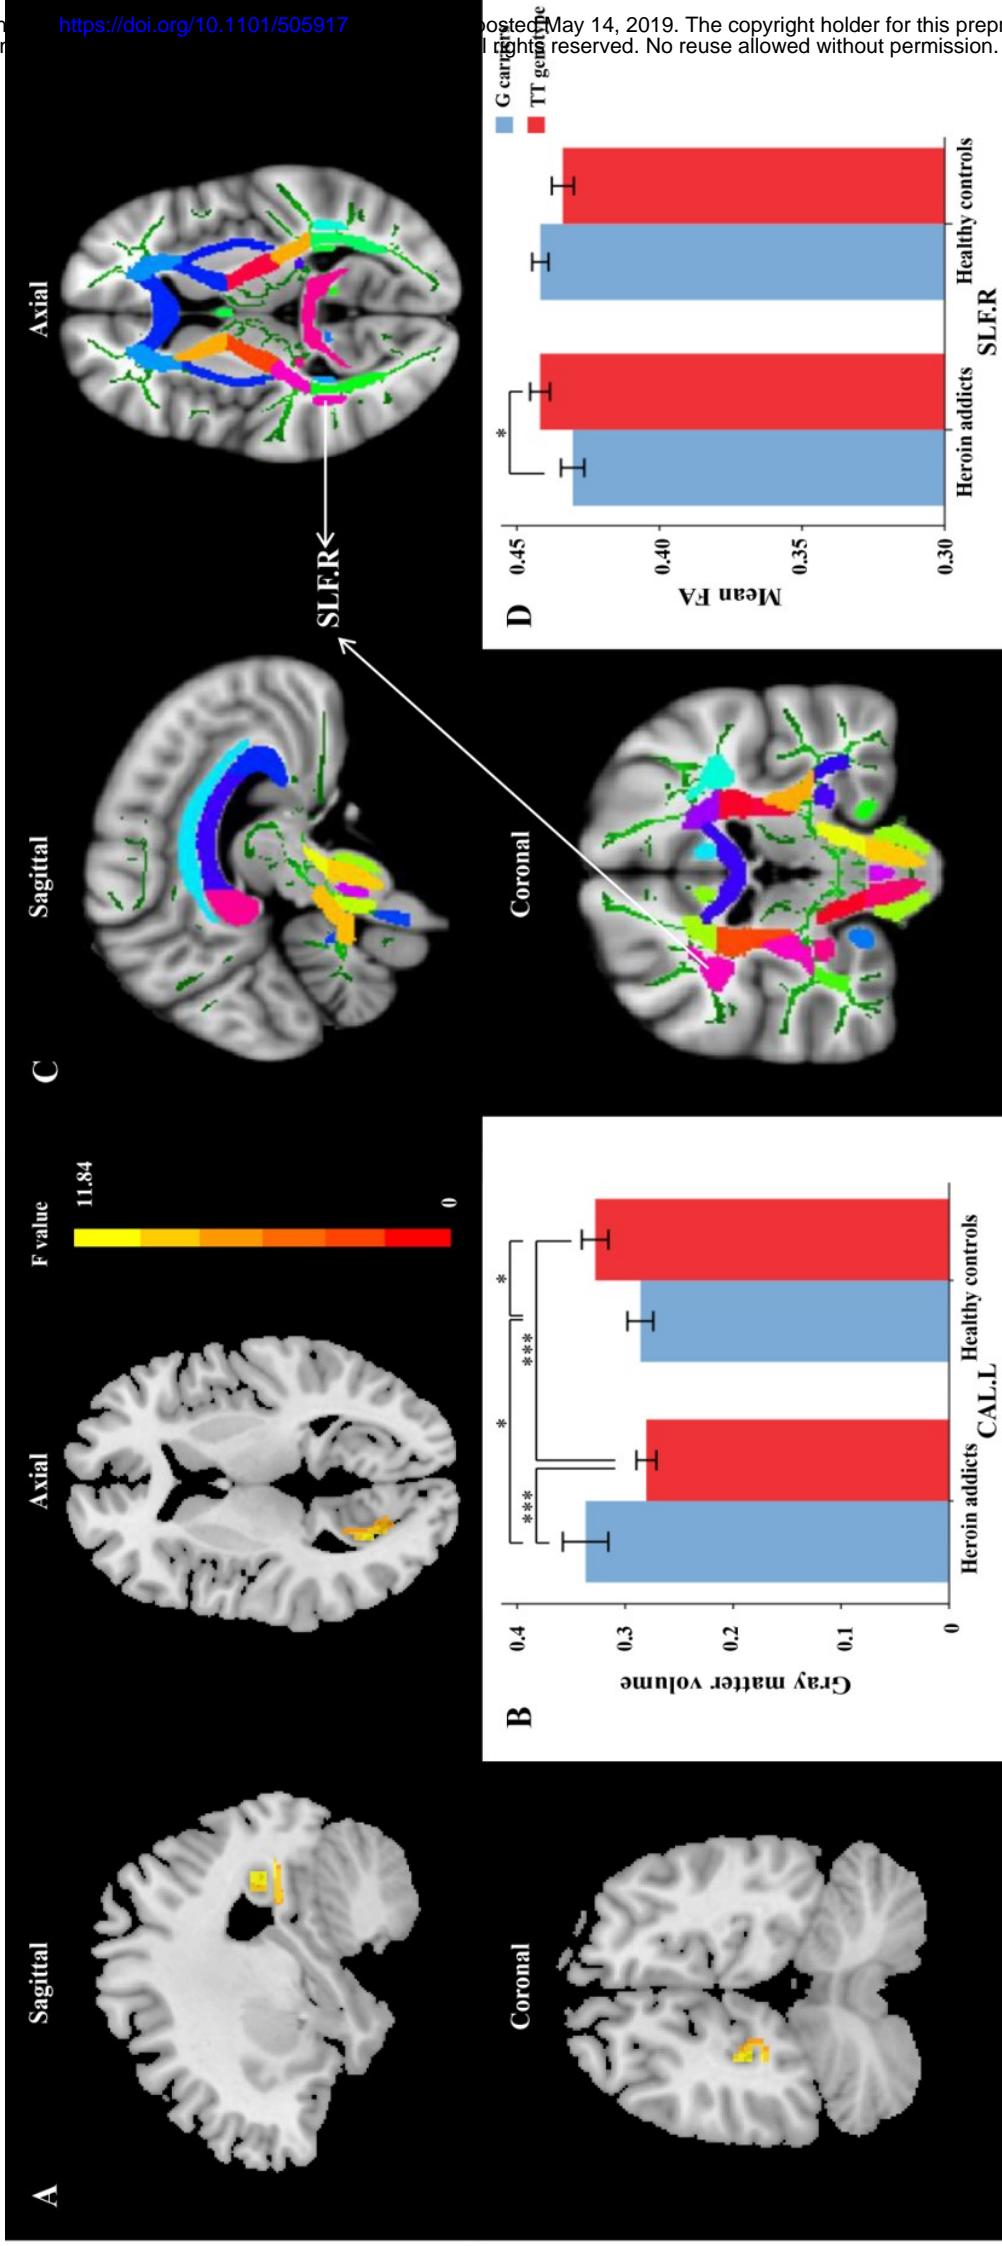 https://doi.org/10.1101/505917
posted May 14, 2019. The copyright holder for this prepr
l rights reserved. No reuse allowed without permission.
A
Sagittal
Axial
F value
11.84
0
Coronal
B
Gray matter volume
0.4
0.3
0.2
0.1
0
*
*
***
***
Heroin addicts
Healthy controls
CAL.L
C
Sagittal
Axial
SLF.R
Coronal
D
G carriers
TT genotype
Mean FA
0.45
0.40
0.35
0.30
*
Heroin addicts
Healthy controls
SLF.R